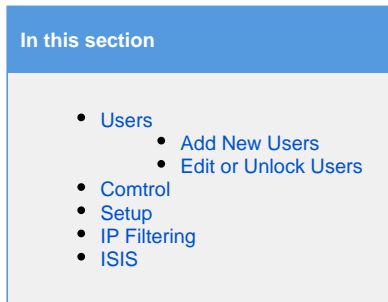 In this section
Users
Add New Users
Edit or Unlock Users
Comtrol
Setup
IP Filtering
ISIS